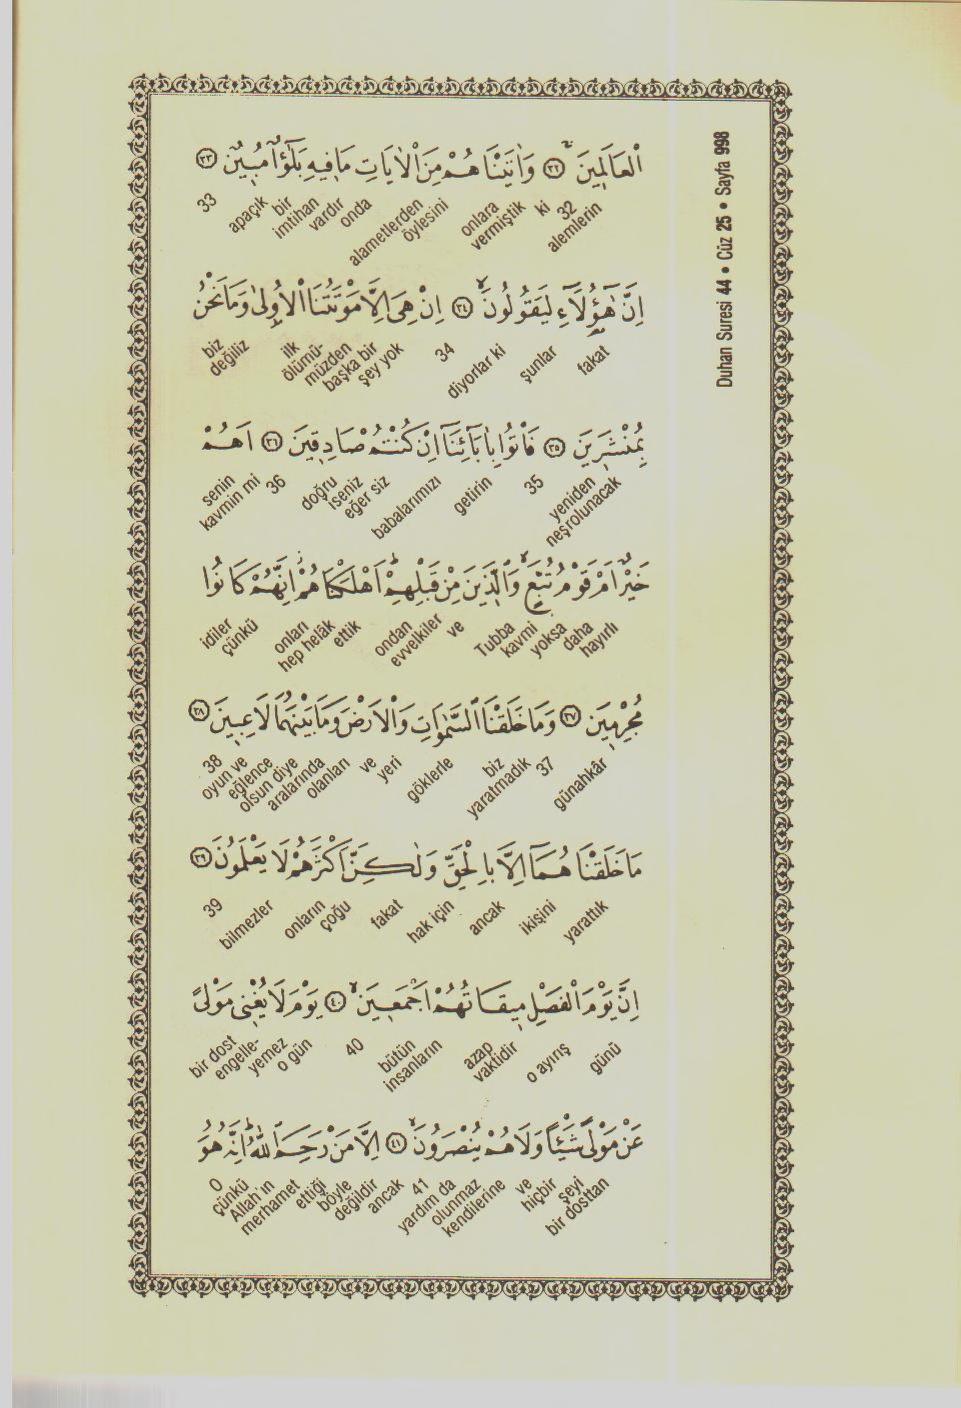 Duhan Suresi 44 • Cüz 25 • Sayfa 998
الْعَالَمِينَ ﴿٣٢﴾ وَاٰتَيْنَاهُمْ مِنَ الْاٰيَاتِ مَا فِيهِ بَلٰٓؤٌا مُبِينٌ ﴿٣٣﴾
alemlerin 32 ki vermiştik onlara öylesini alametlerden onda vardır imtihan bir apaçık 33
اِنَّ هٰٓؤُلَٓاءِ لَيَقُولُونَ ﴿٣٤﴾ اِنْ هِىَ اِلَّا مَوْتَتُنَا الْاُولٰى وَمَا نَحْنُ
fakat şunlar diyorlar ki 34 şey yok başka bir müzden ölümü- ilk değiliz biz
بِمُنْشَرِينَ ﴿٣٥﴾ فَاْتُوا بِاٰبَٓائِنَٓا اِنْ كُنْتُمْ صَادِقِينَ ﴿٣٦﴾ اَهُمْ
neşrolunacak yeniden 35 getirin babalarımızı eğer siz iseniz doğru 36 kavmin mi senin
خَيْرٌ اَمْ قَوْمُ تُبَّعٍ وَالَّذِينَ مِنْ قَبْلِهِمْ اَهْلَكْنَاهُمْ اِنَّهُمْ كَانُوا
hayırlı daha yoksa kavmi Tubba ve evvelkiler ondan ettik hep helâk onları çünkü idiler
مُجْرِمِينَ ﴿٣٧﴾ وَمَا خَلَقْنَا السَّمٰوَاتِ وَالْاَرْضَ وَمَا بَيْنَهُمَا لَاعِبِينَ ﴿٣٨﴾
günahkâr 37 yaratmadık biz göklerle yeri ve olanları aralarında olsun diye eğlence oyun ve 38
مَا خَلَقْنَاهُمَٓا اِلَّا بِالْحَقِّ وَلٰكِنَّ اَكْثَرَهُمْ لَا يَعْلَمُونَ ﴿٣٩﴾
yarattık ikişini ancak hak için fakat çoğu onların bilmezler 39
اِنَّ يَوْمَ الْفَصْلِ مِيقَاتُهُمْ اَجْمَعِينَ ﴿٤٠﴾ يَوْمَ لَا يُغْنِى مَوْلًى
günü o ayırış vaktidir azap insanların bütün 40 o gün yemez engelle- bir dost
عَنْ مَوْلًى شَيْئًا وَلَا هُمْ يُنْصَرُونَ ﴿٤١﴾ اِلَّا مَنْ رَحِمَ اللّٰهُ اِنَّهُ هُوَ
bir dosttan şeyi hiçbir ve kendilerine olunmaz yardım da 41 ancak değildir böyle ettiği merhamet Allah'ın çünkü O